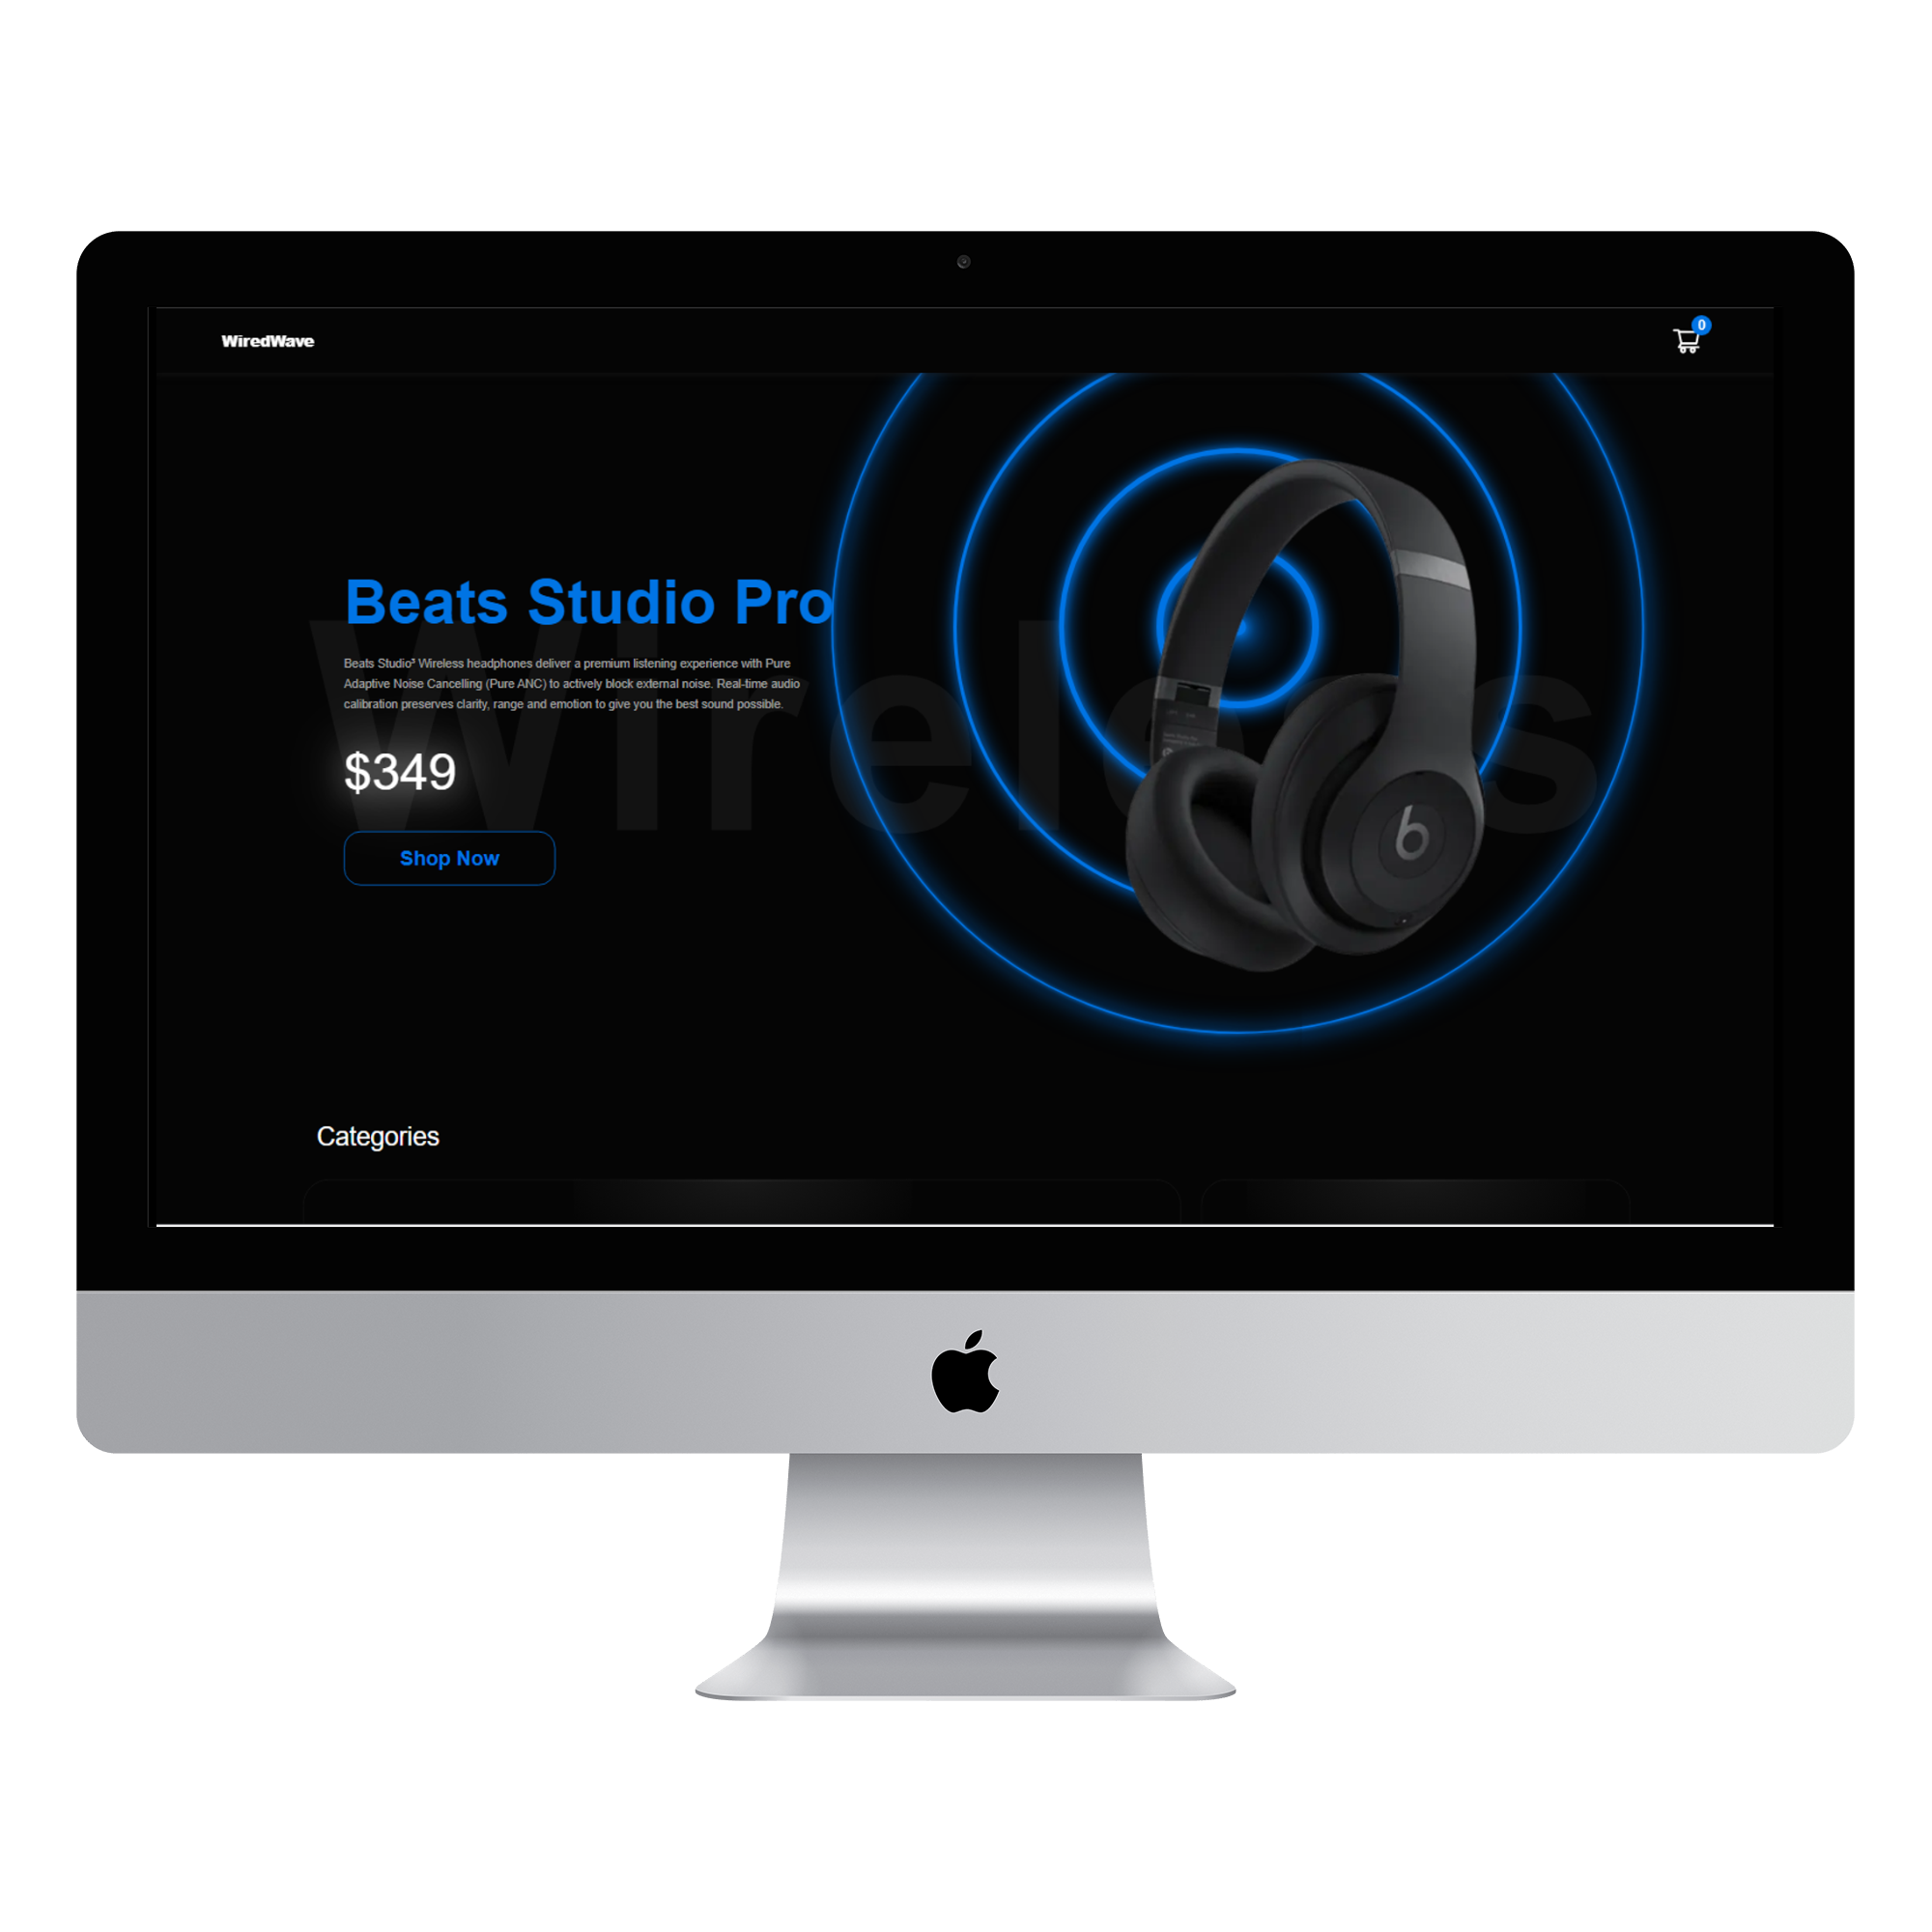 WiredWave
0
Beats Studio Pro
Wireless
Beats Studio³ Wireless headphones deliver a premium listening experience with Pure
Adaptive Noise Cancelling (Pure ANC) to actively block external noise. Real-time audio
calibration preserves clarity, range and emotion to give you the best sound possible.
$349
Shop Now
b
Categories